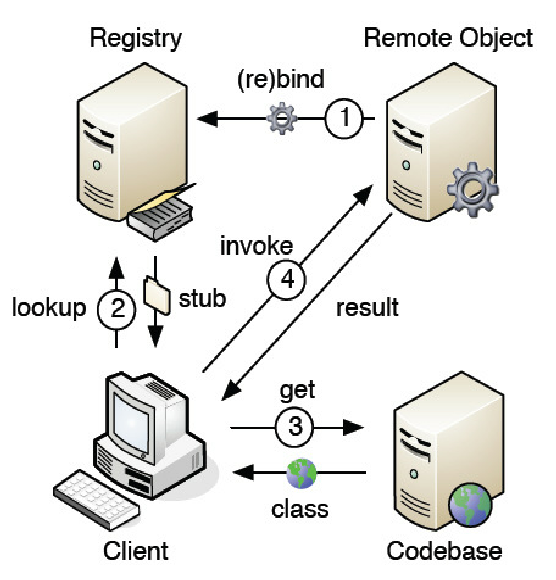 Registry
Remote Object
(re)bind
1
invoke
4
lookup
2
stub
result
get
3
class
Client
Codebase